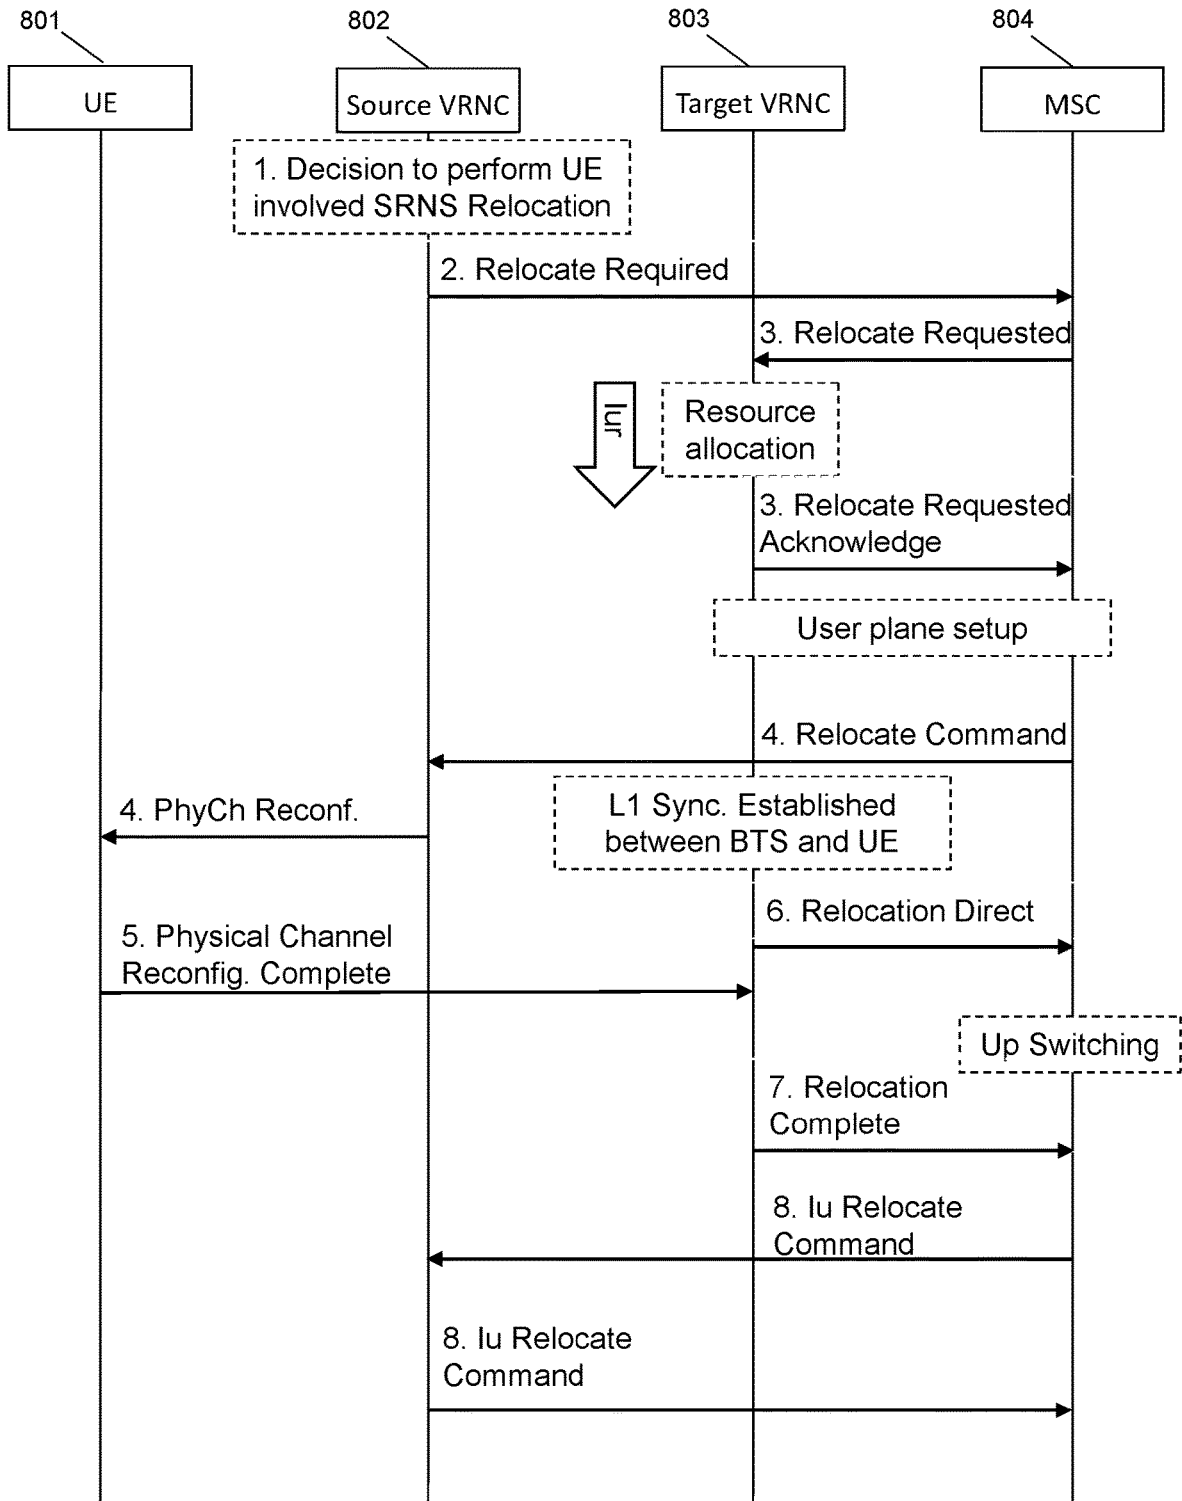 801
802
803
804
UE
Source VRNC
Target VRNC
MSC
1. Decision to perform UE
involved SRNS Relocation
2. Relocate Required
3. Relocate Requested
Iur
Resource
allocation
3. Relocate Requested
Acknowledge
User plane setup
4. Relocate Command
L1 Sync. Established
between BTS and UE
4. PhyCh Reconf.
6. Relocation Direct
5. Physical Channel
Reconfig. Complete
Up Switching
7. Relocation
Complete
8. Iu Relocate
Command
8. Iu Relocate
Command